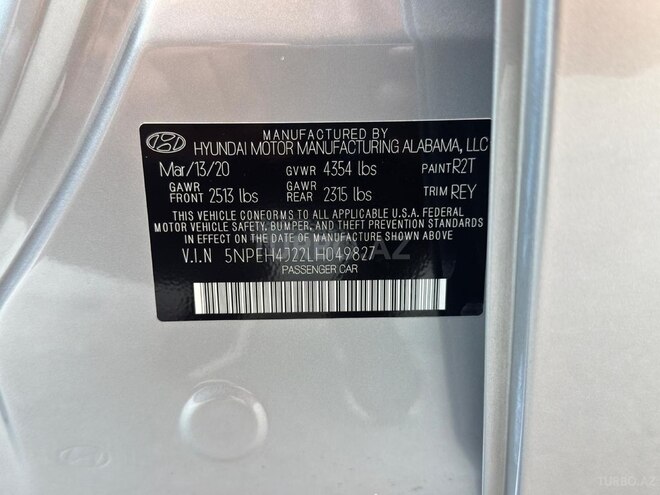 MANUFACTURED BY
HYUNDAI MOTOR MANUFACTURING ALABAMA, LLC
Mar/13/20 GVWR 4354 lbs PAINT R2T
GAWR FRONT 2513 lbs GAWR REAR 2315 lbs TRIM REY
THIS VEHICLE CONFORMS TO ALL APPLICABLE U.S.A. FEDERAL
MOTOR VEHICLE SAFETY, BUMPER, AND THEFT PREVENTION STANDARDS
IN EFFECT ON THE DATE OF MANUFACTURE SHOWN ABOVE
V.I.N 5NPEH4J22LH049827
PASSENGER CAR
TURBO.AZ